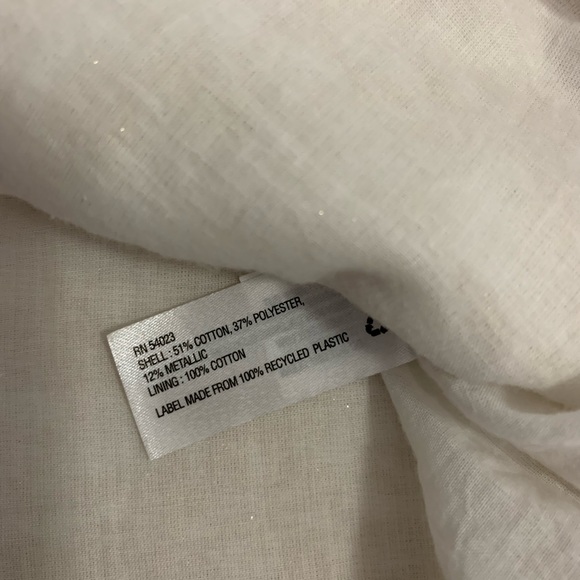 RN 54023
SHELL : 51% COTTON, 37% POLYESTER,
12% METALLIC
LINING : 100% COTTON
LABEL MADE FROM 100% RECYCLED PLASTIC